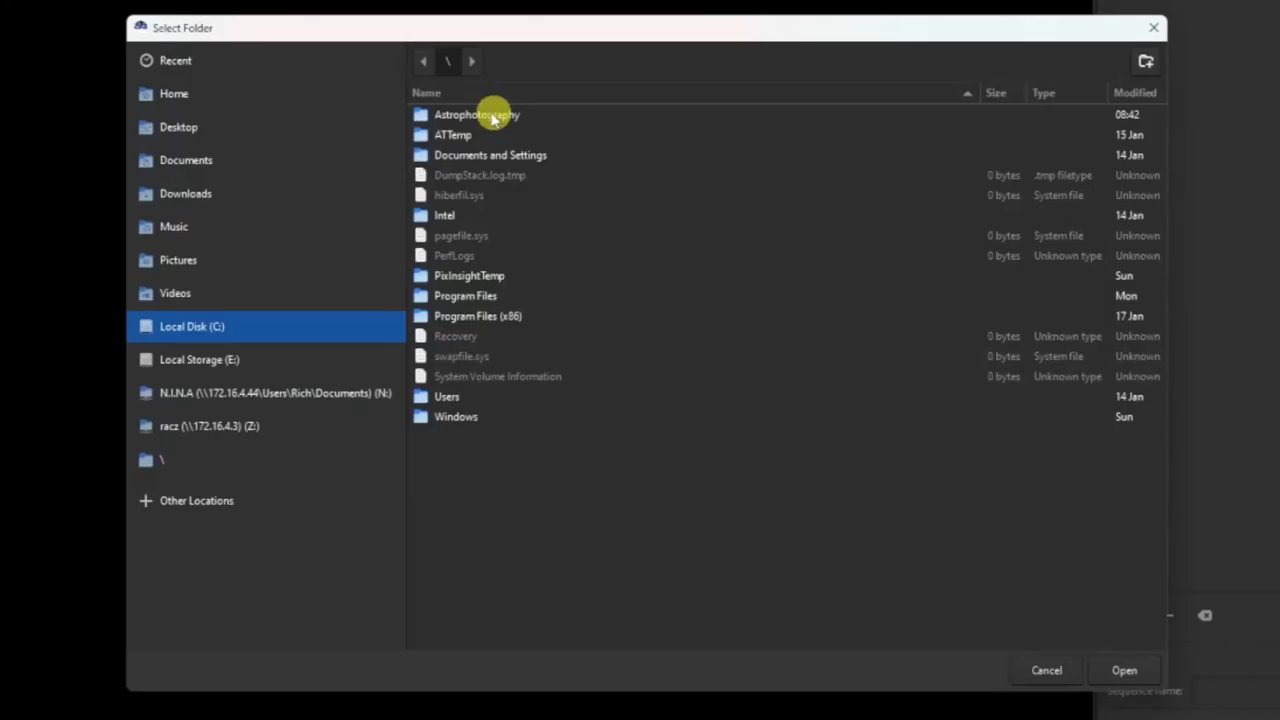 Select Folder
Recent
Home
Desktop
Documents
Downloads
Music
Pictures
Videos
Local Disk (C:)
Local Storage (E:)
N.I.N.A (\\172.16.4.44\Users\Rich\Documents) (N:)
racz (\\172.16.4.3) (Z:)
\
Other Locations
\
Name Size Type Modified
Astrophotography 08:42
ATTemp 15 Jan
Documents and Settings 14 Jan
DumpStack.log.tmp 0 bytes .tmp filetype Unknown
hiberfil.sys 0 bytes System file Unknown
Intel 14 Jan
pagefile.sys 0 bytes System file Unknown
PerfLogs 0 bytes Unknown type Unknown
PixInsightTemp Sun
Program Files Mon
Program Files (x86) 17 Jan
Recovery 0 bytes Unknown type Unknown
swapfile.sys 0 bytes System file Unknown
System Volume Information 0 bytes Unknown type Unknown
Users 14 Jan
Windows Sun
Cancel Open
Sequence name: